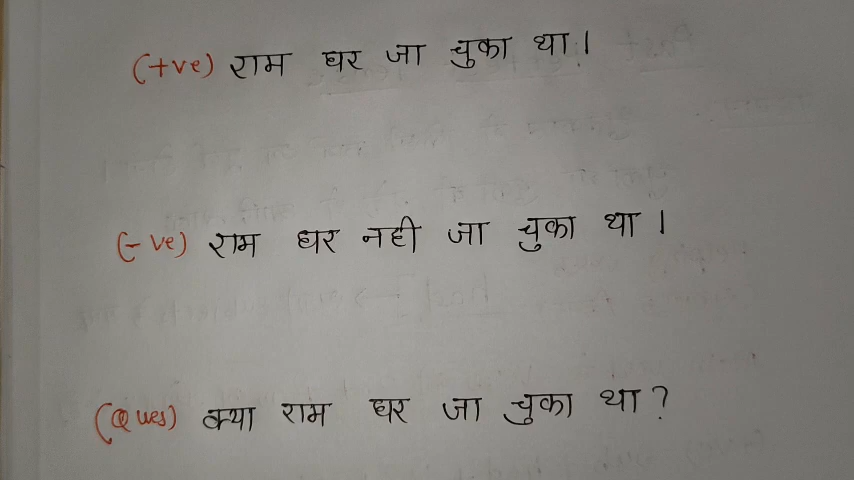 (+ve) राम घर जा चुका था।
(-ve) राम घर नही जा चुका था।
(Ques) क्या राम घर जा चुका था?